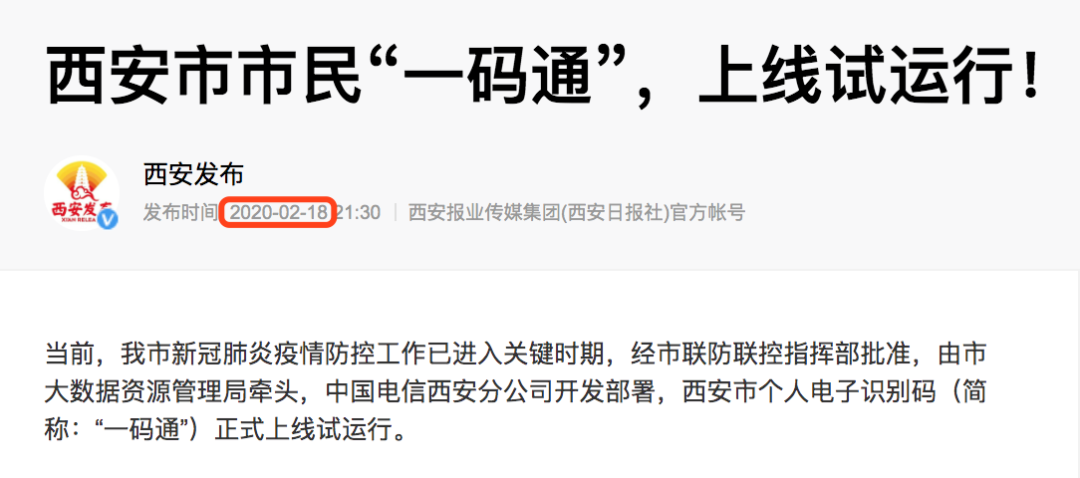 西安市市民“一码通”，上线试运行！
西安发布
西安发布
XIAN RELEA
发布时间 2020-02-18 21:30 | 西安报业传媒集团(西安日报社)官方帐号
当前，我市新冠肺炎疫情防控工作已进入关键时期，经市联防联控指挥部批准，由市
大数据资源管理局牵头，中国电信西安分公司开发部署，西安市个人电子识别码（简
称：“一码通”）正式上线试运行。